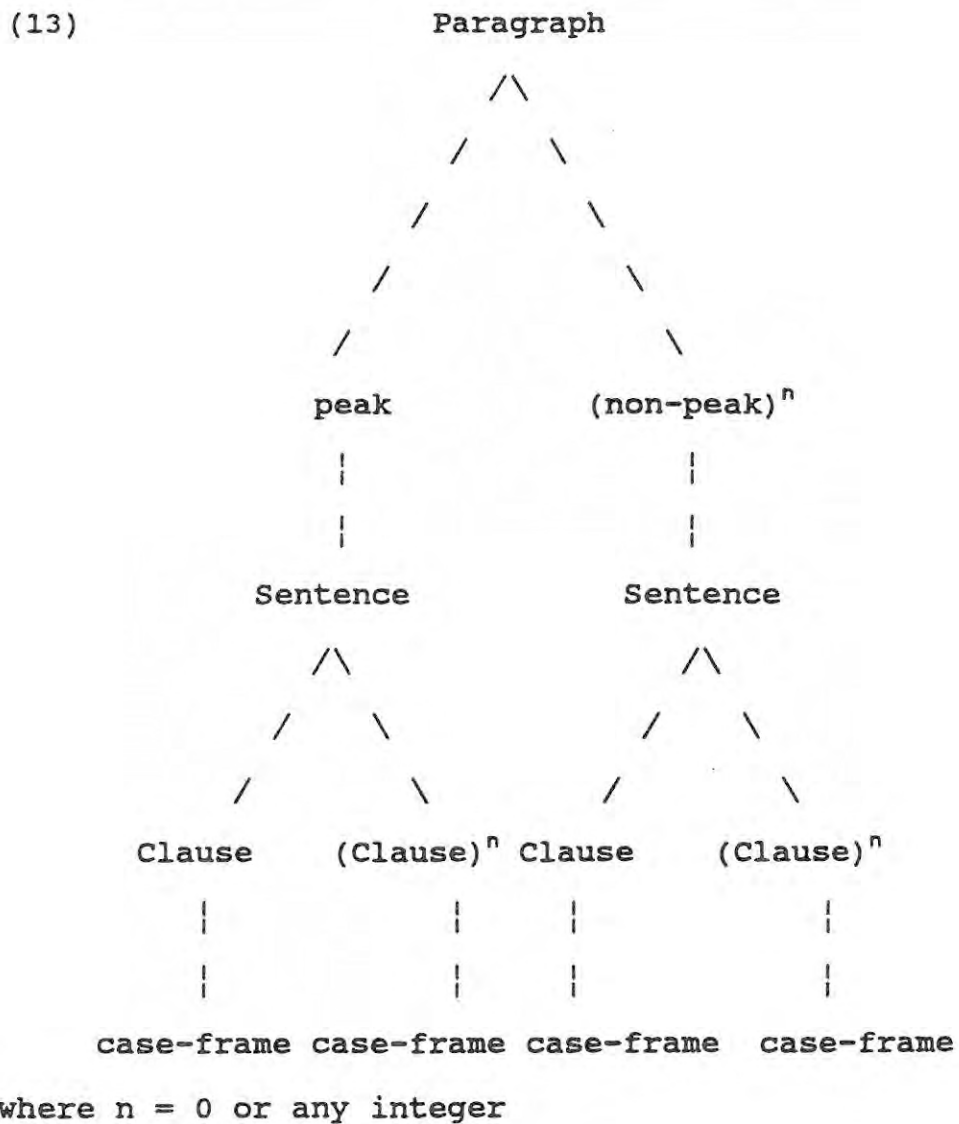 (13) Paragraph
/\
/ \
/ \
/ \
/ \
peak (non-peak)ⁿ
¦ ¦
¦ ¦
Sentence Sentence
/\ /\
/ \ / \
/ \ / \
Clause (Clause)ⁿ Clause (Clause)ⁿ
¦ ¦ ¦ ¦
¦ ¦ ¦ ¦
case-frame case-frame case-frame case-frame
where n = 0 or any integer